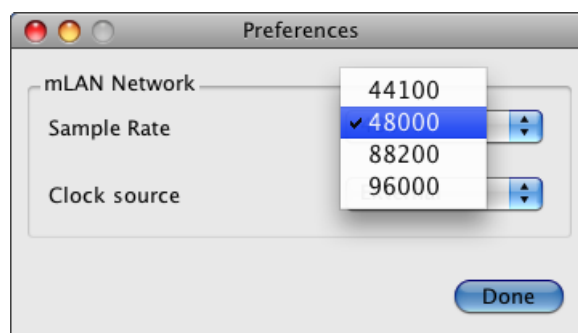 Preferences
mLAN Network
44100
Sample Rate
48000
88200
Clock source
96000
Done